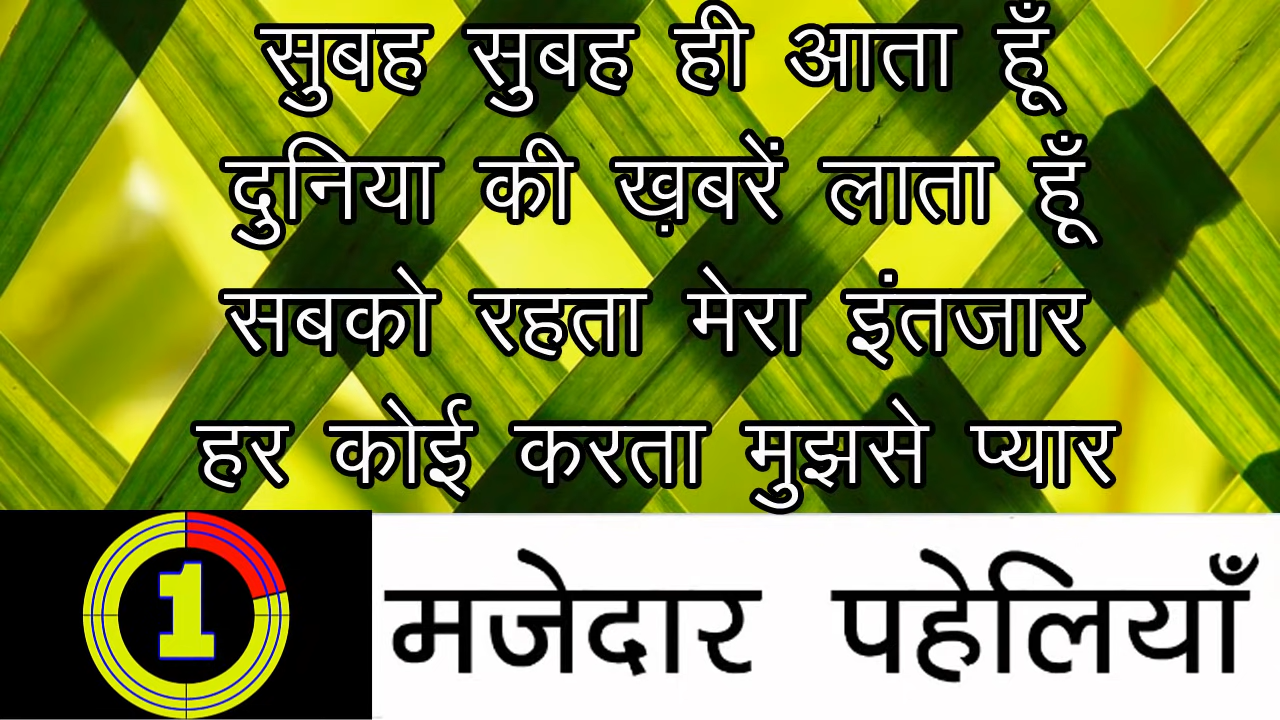 सुबह सुबह ही आता हूँ
दुनिया की ख़बरें लाता हूँ
सबको रहता मेरा इंतजार
हर कोई करता मुझसे प्यार
1
मजेदार पहेलियाँ